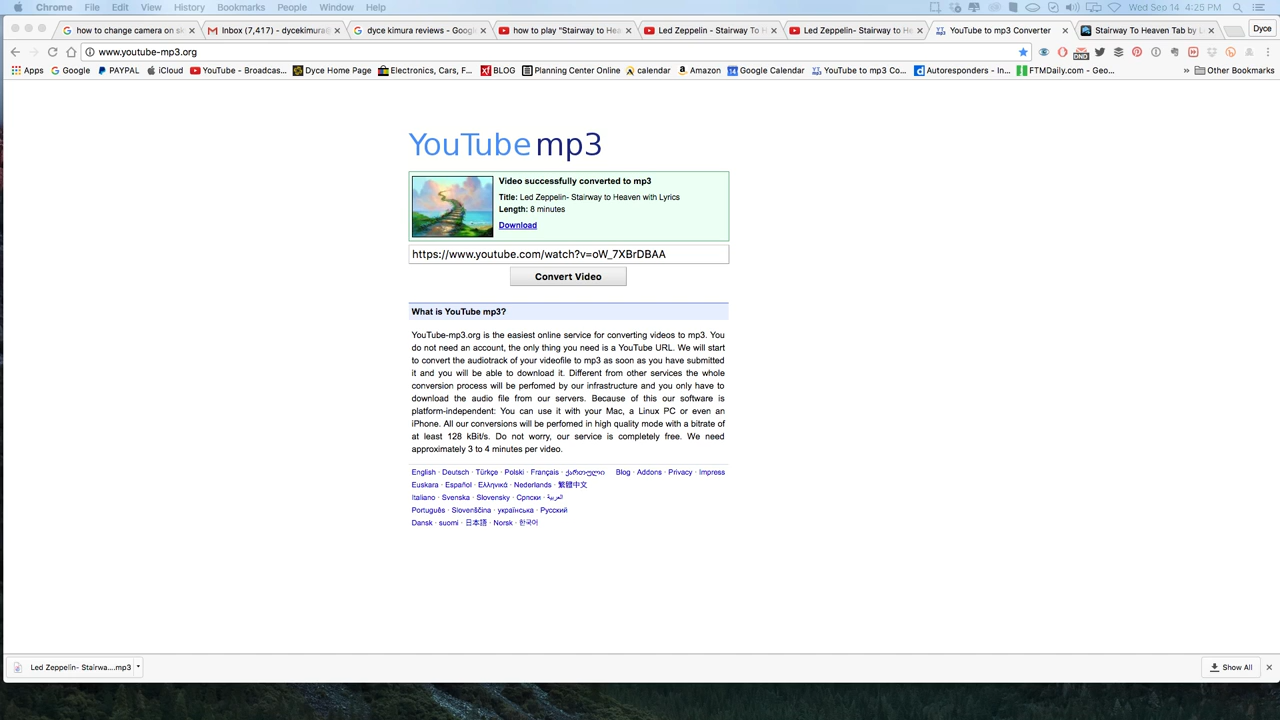 Chrome File Edit View History Bookmarks People Window Help Wed Sep 14 4:25 PM
how to change camera on sk
Inbox (7,417) - dycekimura@
dyce kimura reviews - Googl
how to play "Stairway to Hea
Led Zeppelin - Stairway To H
Led Zeppelin- Stairway to He
YouTube to mp3 Converter
Stairway To Heaven Tab by L
Dyce
www.youtube-mp3.org
DND
Apps Google PAYPAL iCloud YouTube - Broadcas... Dyce Home Page Electronics, Cars, F... BLOG Planning Center Online calendar Amazon Google Calendar YouTube to mp3 Co... Autoresponders - In... FTMDaily.com - Geo... » Other Bookmarks
YouTube mp3
Video successfully converted to mp3
Title: Led Zeppelin- Stairway to Heaven with Lyrics
Length: 8 minutes
Download
https://www.youtube.com/watch?v=oW_7XBrDBAA
Convert Video
What is YouTube mp3?
YouTube-mp3.org is the easiest online service for converting videos to mp3. You
do not need an account, the only thing you need is a YouTube URL. We will start
to convert the audiotrack of your videofile to mp3 as soon as you have submitted
it and you will be able to download it. Different from other services the whole
conversion process will be perfomed by our infrastructure and you only have to
download the audio file from our servers. Because of this our software is
platform-independent: You can use it with your Mac, a Linux PC or even an
iPhone. All our conversions will be perfomed in high quality mode with a bitrate of
at least 128 kBit/s. Do not worry, our service is completely free. We need
approximately 3 to 4 minutes per video.
English · Deutsch · Türkçe · Polski · Français · ქართული Blog · Addons · Privacy · Impress
Euskara · Español · Ελληνικά · Nederlands · 繁體中文
Italiano · Svenska · Slovensky · Српски · العربية
Português · Slovenščina · українська · Русский
Dansk · suomi · 日本語 · Norsk · 한국어
Led Zeppelin- Stairwa....mp3
Show All